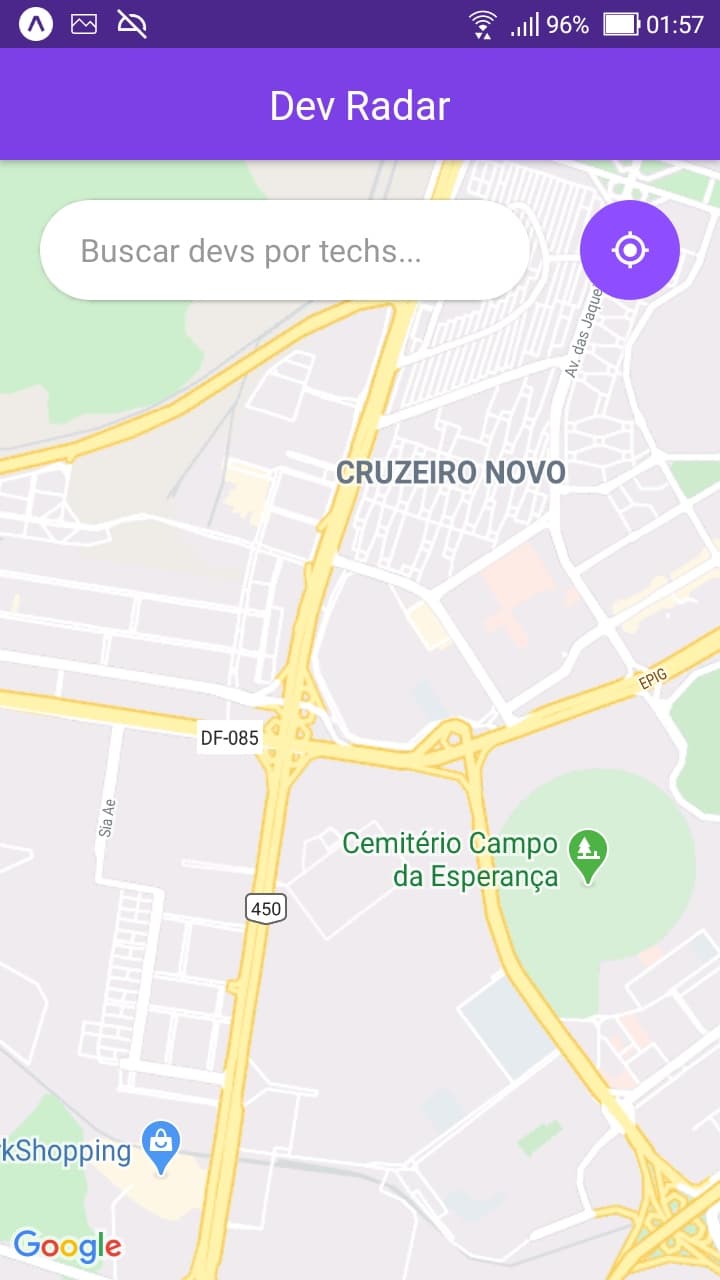 96% 01:57
Dev Radar
Buscar devs por techs...
Av. das Jaque
CRUZEIRO NOVO
EPIG
DF-085
Sia Ae
Cemitério Campo
da Esperança
450
kShopping
Google